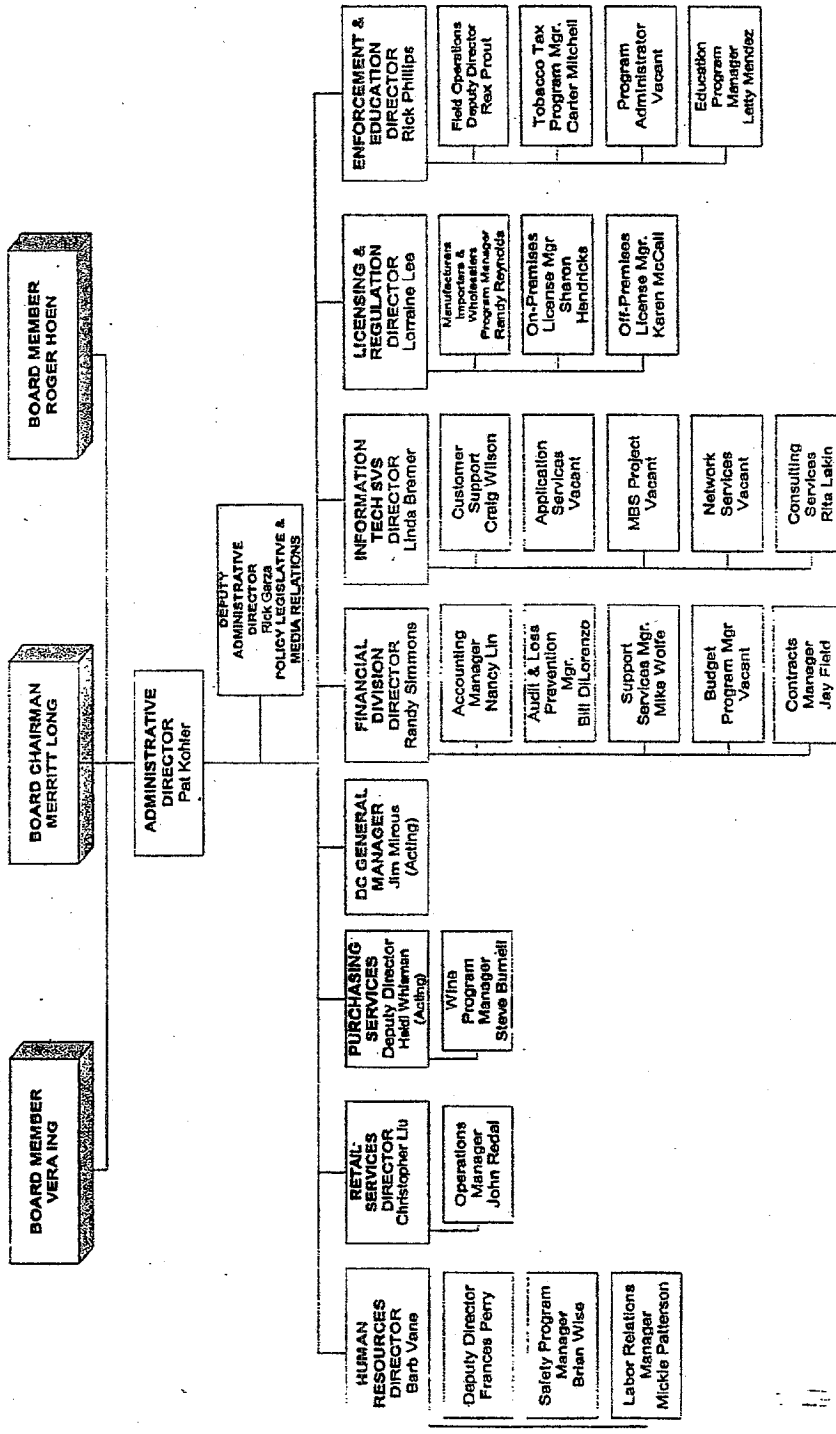 BOARD MEMBER
VERA ING
BOARD CHAIRMAN
MERRITT LONG
BOARD MEMBER
ROGER HOEN
ADMINISTRATIVE
DIRECTOR
Pat Kohler
DEPUTY
ADMINISTRATIVE
DIRECTOR
Rick Garza
POLICY LEGISLATIVE &
MEDIA RELATIONS
HUMAN
RESOURCES
DIRECTOR
Barb Vane
Deputy Director
Frances Perry
Safety Program
Manager
Brian Wise
Labor Relations
Manager
Mickie Patterson
RETAIL
SERVICES
DIRECTOR
Christopher Liu
Operations
Manager
John Redal
PURCHASING
SERVICES
Deputy Director
Heidi Whisman
(Acting)
Wine
Program
Manager
Steve Burnell
DC GENERAL
MANAGER
Jim Mirous
(Acting)
FINANCIAL
DIVISION
DIRECTOR
Randy Simmons
Accounting
Manager
Nancy Lin
Audit & Loss
Prevention
Mgr.
Bill DiLorenzo
Support
Services Mgr.
Mike Wolfe
Budget
Program Mgr
Vacant
Contracts
Manager
Jay Field
INFORMATION
TECH SVS
DIRECTOR
Linda Bremer
Customer
Support
Craig Wilson
Application
Services
Vacant
MBS Project
Vacant
Network
Services
Vacant
Consulting
Services
Rita Lakin
LICENSING &
REGULATION
DIRECTOR
Lorraine Lee
Manufacturers
Importers &
Wholesalers
Program Manager
Randy Reynolds
On-Premises
License Mgr
Sharon
Hendricks
Off-Premises
License Mgr.
Karen McCall
ENFORCEMENT &
EDUCATION
DIRECTOR
Rick Phillips
Field Operations
Deputy Director
Rex Prout
Tobacco Tax
Program Mgr.
Carter Mitchell
Program
Administrator
Vacant
Education
Program
Manager
Letty Mendez